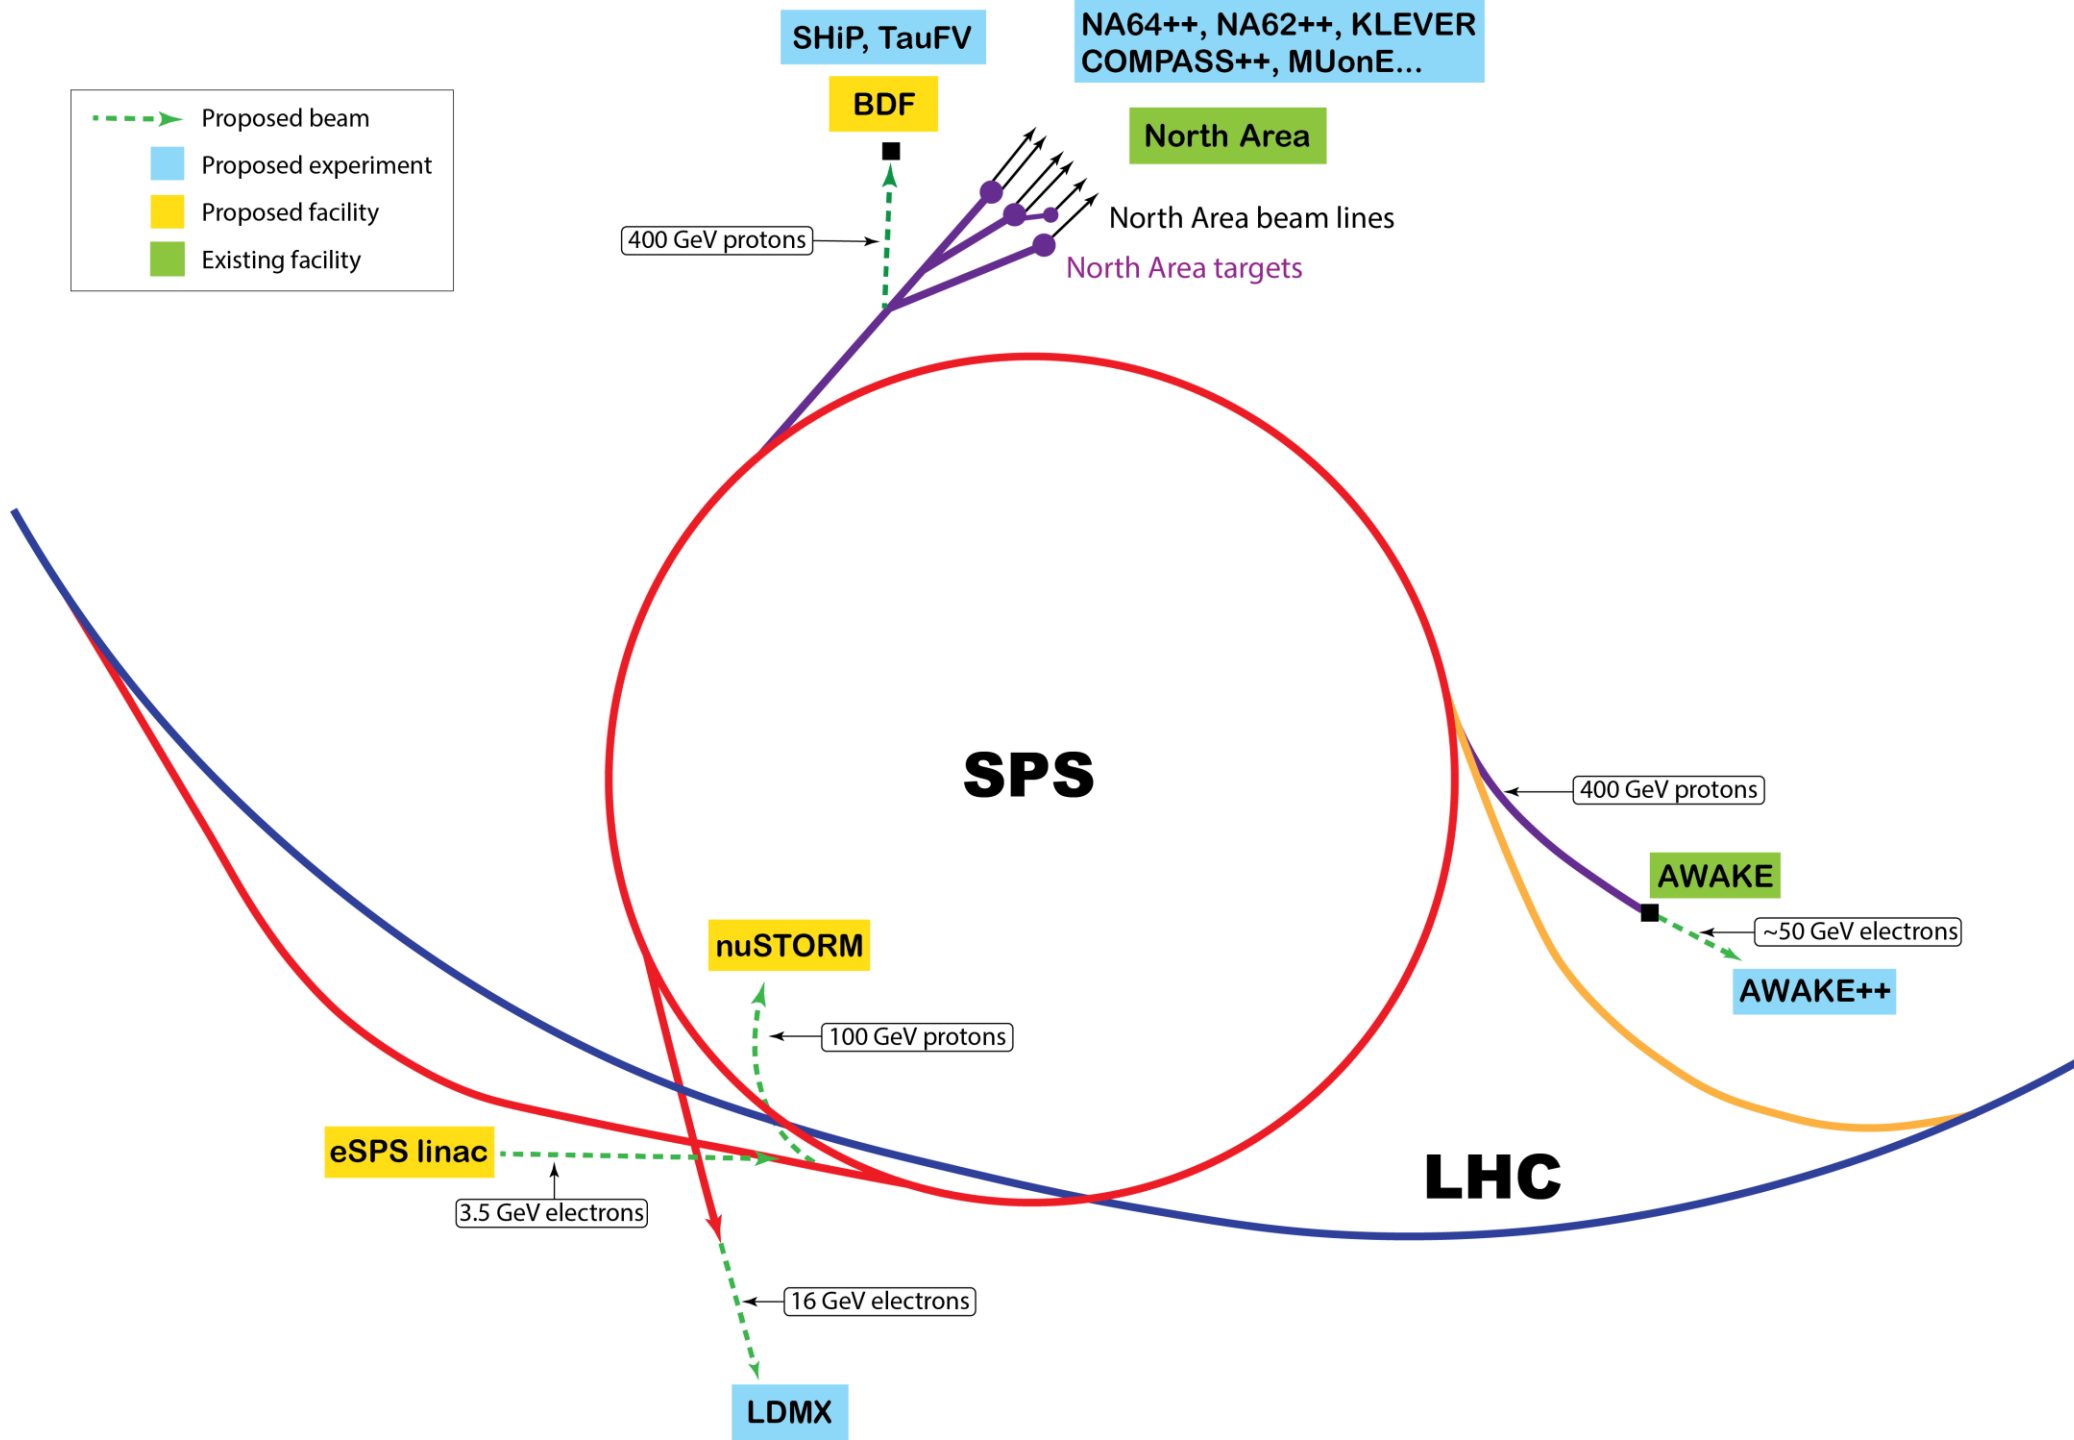 SHiP, TauFV
NA64++, NA62++, KLEVER
COMPASS++, MUonE...
BDF
North Area
Proposed beam
Proposed experiment
Proposed facility
Existing facility
400 GeV protons
North Area beam lines
North Area targets
SPS
400 GeV protons
AWAKE
~50 GeV electrons
AWAKE++
nuSTORM
100 GeV protons
eSPS linac
3.5 GeV electrons
LHC
16 GeV electrons
LDMX